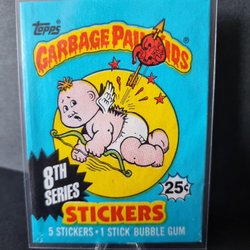 Topps
GARBAGE PAIL KIDS
8TH
SERIES
25¢
STICKERS
5 STICKERS • 1 STICK BUBBLE GUM